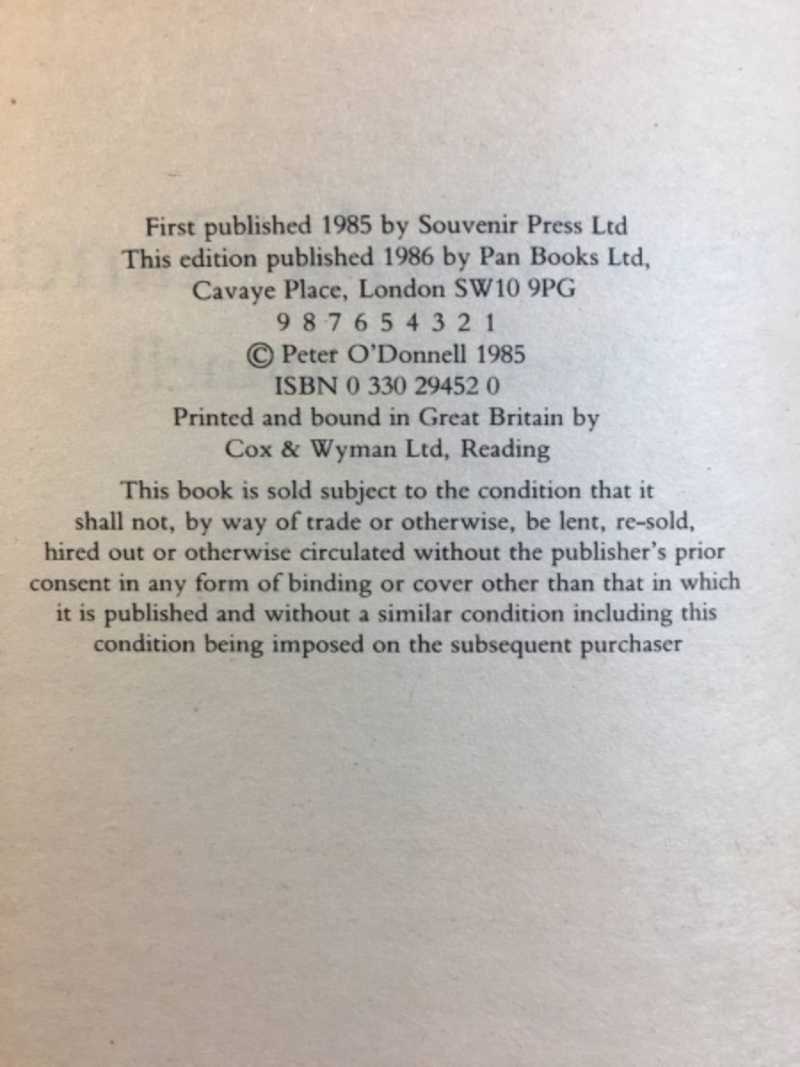 First published 1985 by Souvenir Press Ltd
This edition published 1986 by Pan Books Ltd,
Cavaye Place, London SW10 9PG
9 8 7 6 5 4 3 2 1
© Peter O'Donnell 1985
ISBN 0 330 29452 0
Printed and bound in Great Britain by
Cox & Wyman Ltd, Reading
This book is sold subject to the condition that it
shall not, by way of trade or otherwise, be lent, re-sold,
hired out or otherwise circulated without the publisher's prior
consent in any form of binding or cover other than that in which
it is published and without a similar condition including this
condition being imposed on the subsequent purchaser